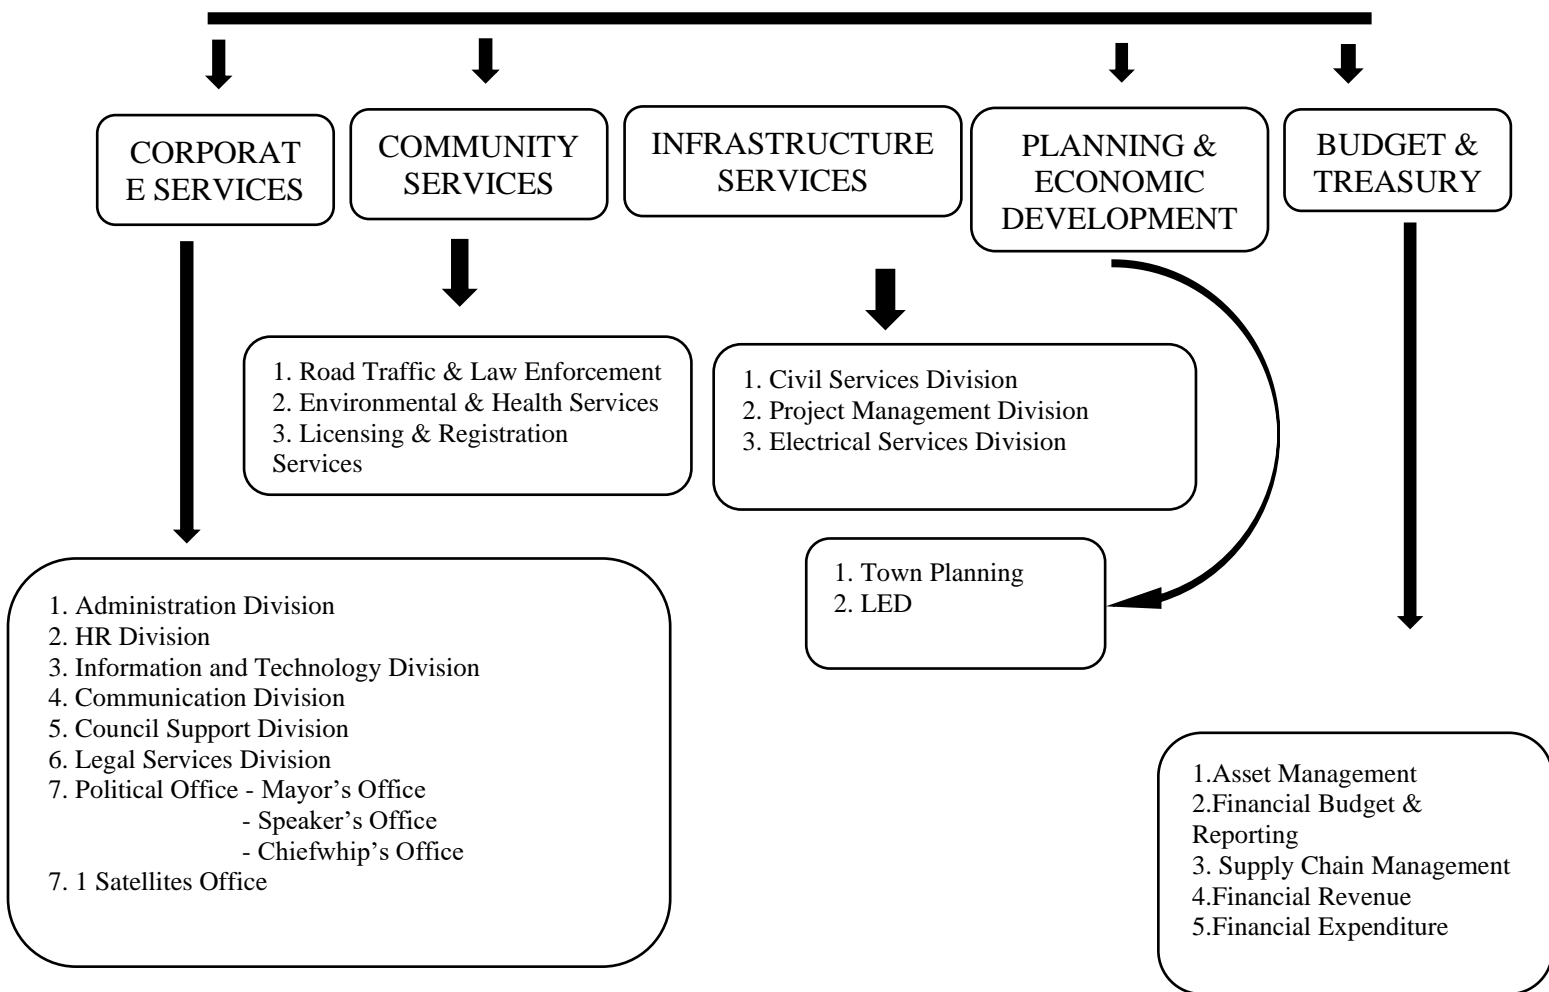 CORPORAT
E SERVICES
COMMUNITY
SERVICES
INFRASTRUCTURE
SERVICES
PLANNING &
ECONOMIC
DEVELOPMENT
BUDGET &
TREASURY
1. Road Traffic & Law Enforcement
2. Environmental & Health Services
3. Licensing & Registration
Services
1. Civil Services Division
2. Project Management Division
3. Electrical Services Division
1. Town Planning
2. LED
1. Administration Division
2. HR Division
3. Information and Technology Division
4. Communication Division
5. Council Support Division
6. Legal Services Division
7. Political Office - Mayor’s Office
- Speaker’s Office
- Chiefwhip’s Office
7. 1 Satellites Office
1.Asset Management
2.Financial Budget &
Reporting
3. Supply Chain Management
4.Financial Revenue
5.Financial Expenditure